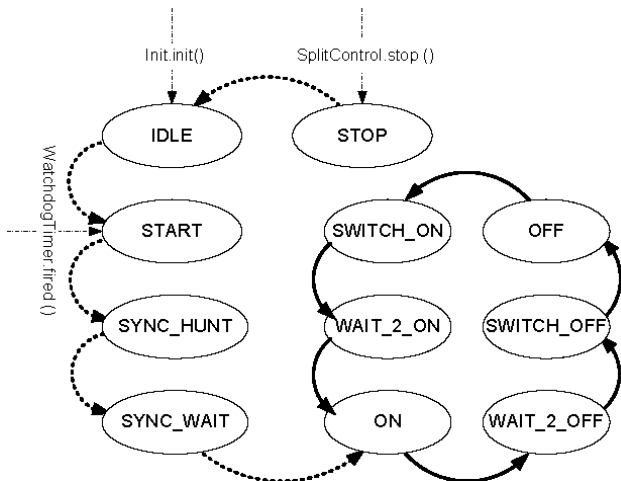 Init.init()
SplitControl.stop ()
IDLE
STOP
WatchdogTimer.fired ()
START
SWITCH_ON
OFF
SYNC_HUNT
WAIT_2_ON
SWITCH_OFF
SYNC_WAIT
ON
WAIT_2_OFF